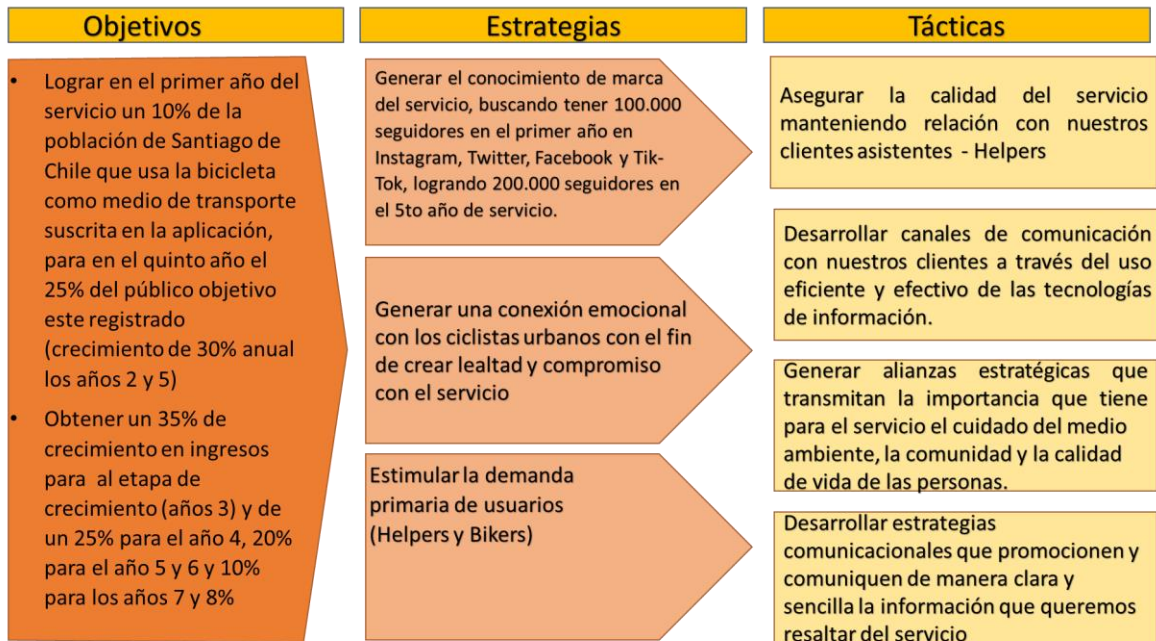 Objetivos
• Lograr en el primer año del
servicio un 10% de la
población de Santiago de
Chile que usa la bicicleta
como medio de transporte
suscrita en la aplicación,
para en el quinto año el
25% del público objetivo
este registrado
(crecimiento de 30% anual
los años 2 y 5)
• Obtener un 35% de
crecimiento en ingresos
para al etapa de
crecimiento (años 3) y de
un 25% para el año 4, 20%
para el año 5 y 6 y 10%
para los años 7 y 8%
Estrategias
Generar el conocimiento de marca
del servicio, buscando tener 100.000
seguidores en el primer año en
Instagram, Twitter, Facebook y Tik-
Tok, logrando 200.000 seguidores en
el 5to año de servicio.
Generar una conexión emocional
con los ciclistas urbanos con el fin
de crear lealtad y compromiso
con el servicio
Estimular la demanda
primaria de usuarios
(Helpers y Bikers)
Tácticas
Asegurar la calidad del servicio
manteniendo relación con nuestros
clientes asistentes - Helpers
Desarrollar canales de comunicación
con nuestros clientes a través del uso
eficiente y efectivo de las tecnologías
de información.
Generar alianzas estratégicas que
transmitan la importancia que tiene
para el servicio el cuidado del medio
ambiente, la comunidad y la calidad
de vida de las personas.
Desarrollar estrategias
comunicacionales que promocionen y
comuniquen de manera clara y
sencilla la información que queremos
resaltar del servicio